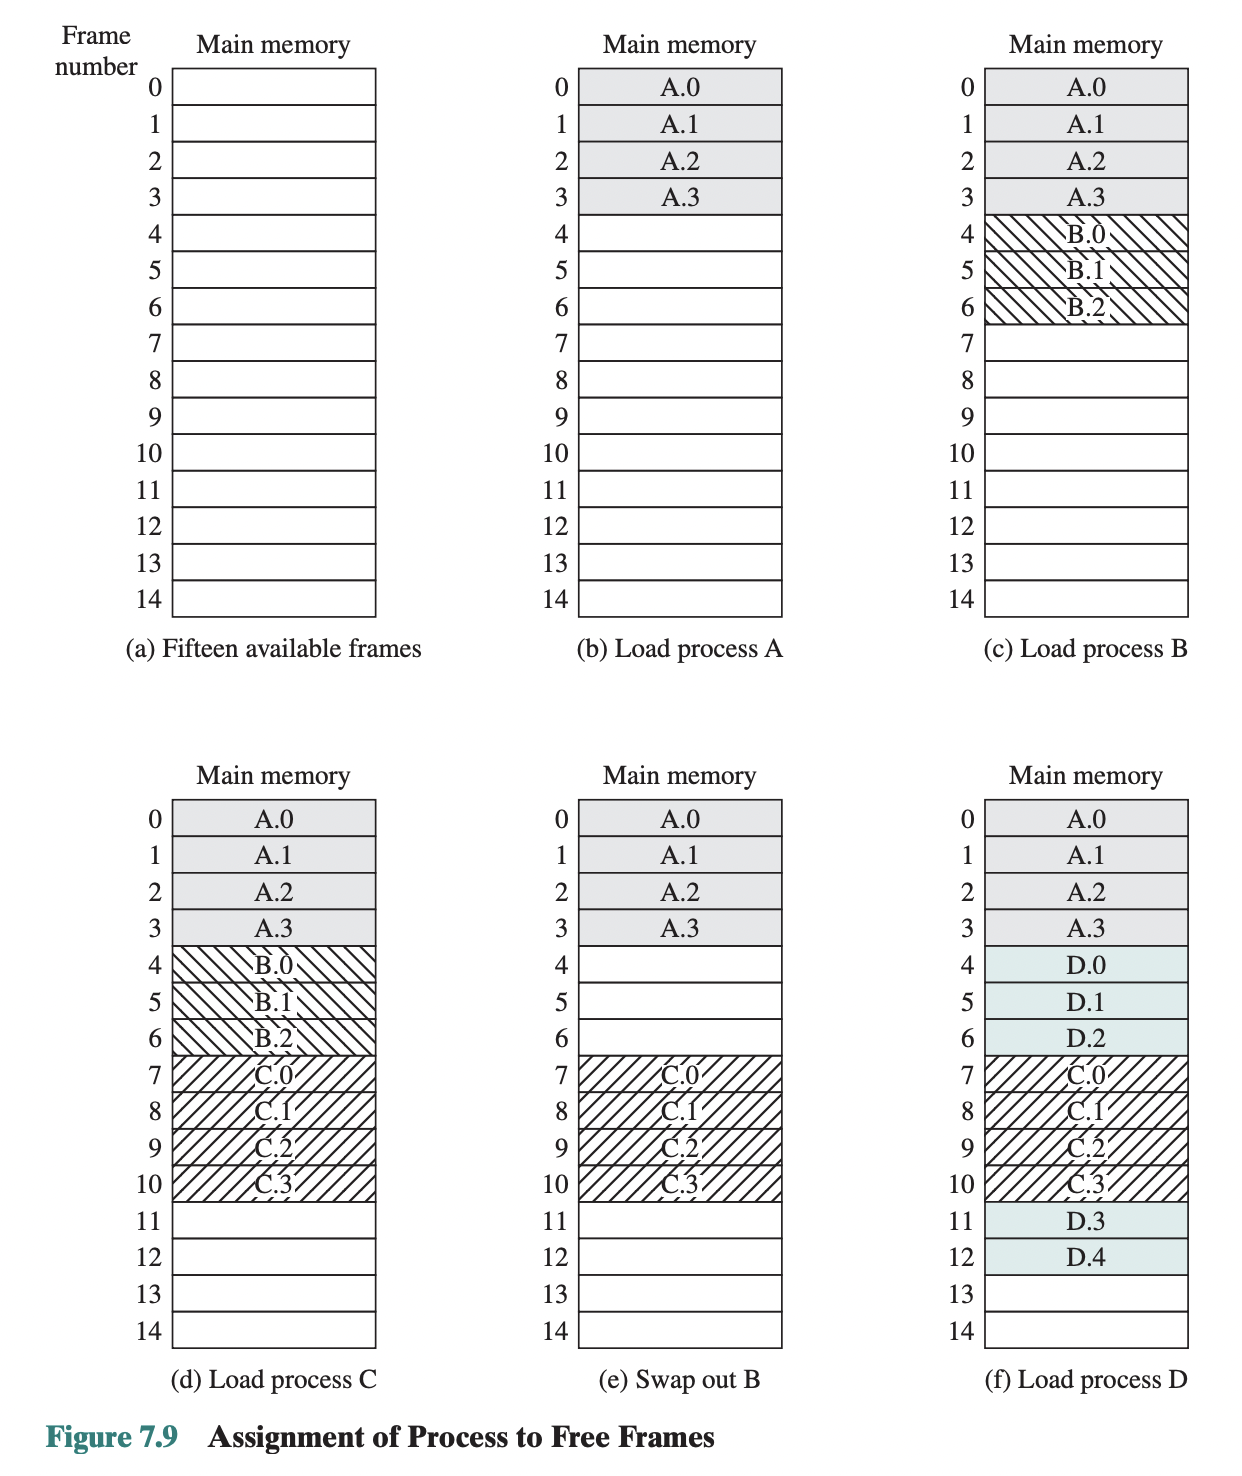 Frame
number
Main memory
Main memory
Main memory
0
0 A.0
0 A.0
1
1 A.1
1 A.1
2
2 A.2
2 A.2
3
3 A.3
3 A.3
4
4
4 B.0
5
5
5 B.1
6
6
6 B.2
7
7
7
8
8
8
9
9
9
10
10
10
11
11
11
12
12
12
13
13
13
14
14
14
(a) Fifteen available frames
(b) Load process A
(c) Load process B
Main memory
Main memory
Main memory
0 A.0
0 A.0
0 A.0
1 A.1
1 A.1
1 A.1
2 A.2
2 A.2
2 A.2
3 A.3
3 A.3
3 A.3
4 B.0
4
4 D.0
5 B.1
5
5 D.1
6 B.2
6
6 D.2
7 C.0
7 C.0
7 C.0
8 C.1
8 C.1
8 C.1
9 C.2
9 C.2
9 C.2
10 C.3
10 C.3
10 C.3
11
11
11 D.3
12
12
12 D.4
13
13
13
14
14
14
(d) Load process C
(e) Swap out B
(f) Load process D
Figure 7.9 Assignment of Process to Free Frames